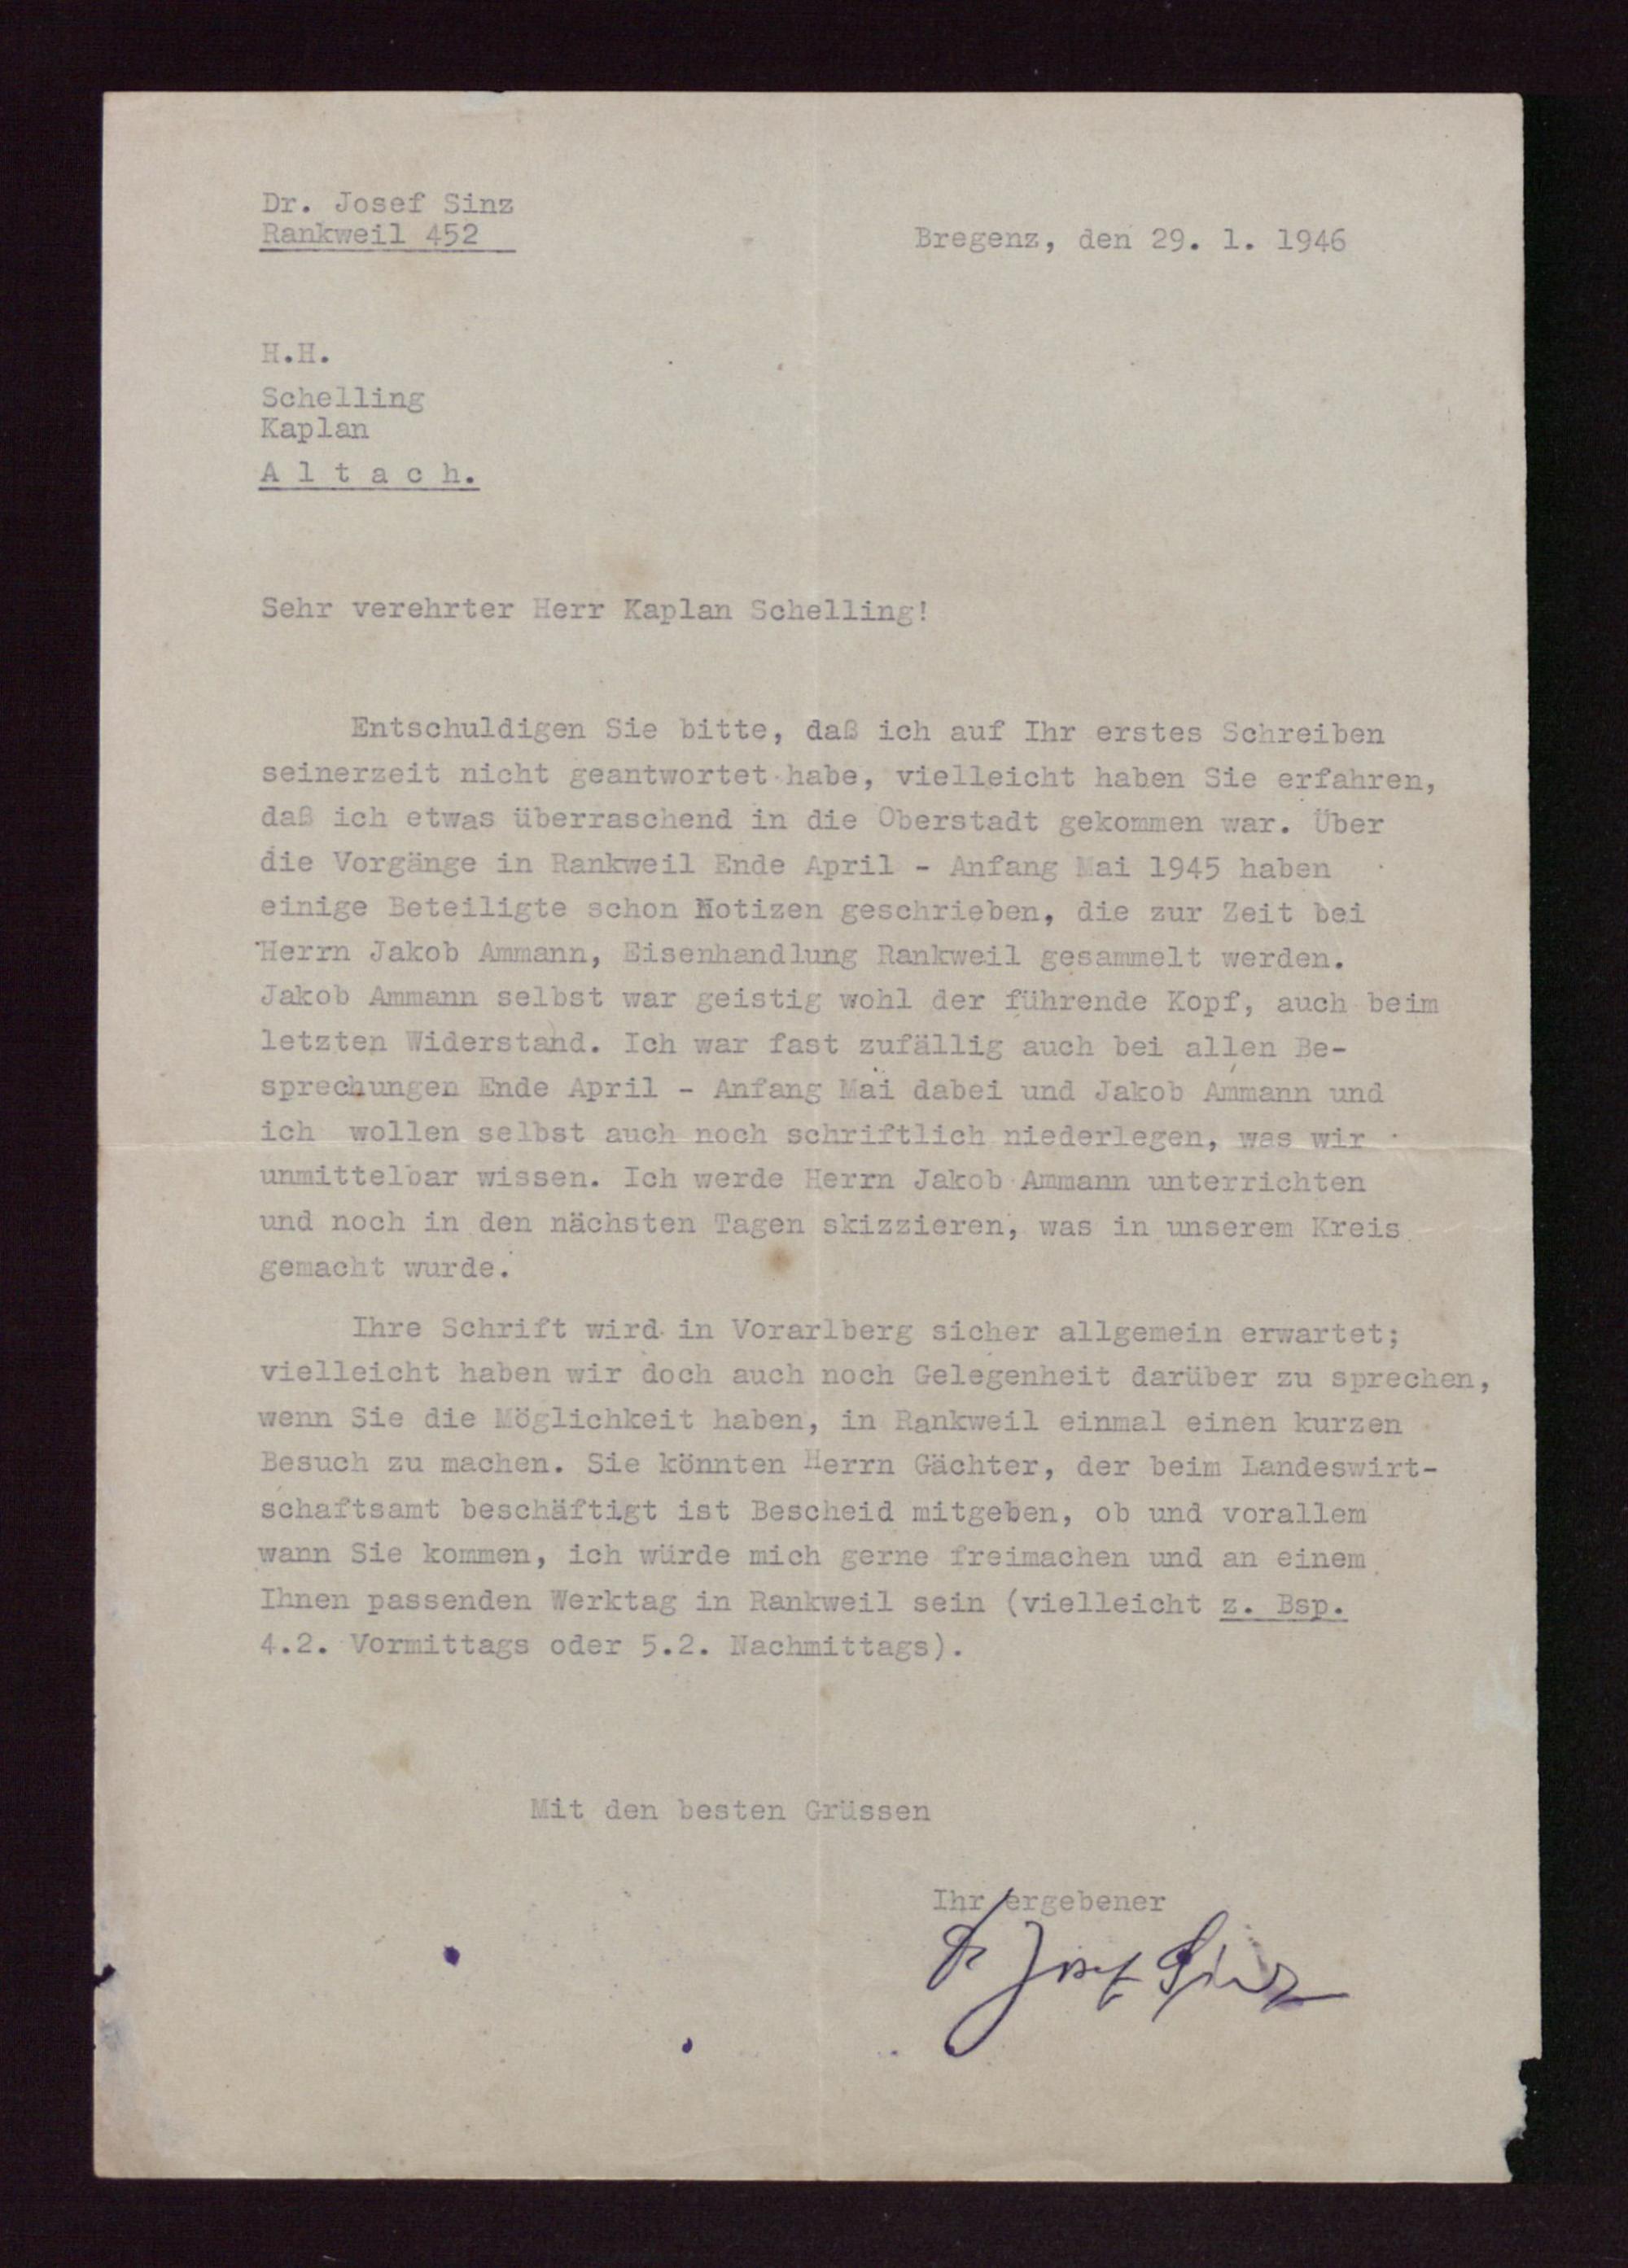 Dr. Josef Sinz
Rankweil 452
Bregenz, den 29. 1. 1946
H.H.
Schelling
Kaplan
A l t a c h.
Sehr verehrter Herr Kaplan Schelling!
Entschuldigen Sie bitte, daß ich auf Ihr erstes Schreiben
seinerzeit nicht geantwortet habe, vielleicht haben Sie erfahren,
daß ich etwas überraschend in die Oberstadt gekommen war. Über
die Vorgänge in Rankweil Ende April - Anfang Mai 1945 haben
einige Beteiligte schon Notizen geschrieben, die zur Zeit bei
Herrn Jakob Ammann, Eisenhandlung Rankweil gesammelt werden.
Jakob Ammann selbst war geistig wohl der führende Kopf, auch beim
letzten Widerstand. Ich war fast zufällig auch bei allen Be-
sprechungen Ende April - Anfang Mai dabei und Jakob Ammann und
ich wollen selbst auch noch schriftlich niederlegen, was wir
unmittelbar wissen. Ich werde Herrn Jakob Ammann unterrichten
und noch in den nächsten Tagen skizzieren, was in unserem Kreis
gemacht wurde.
Ihre Schrift wird in Vorarlberg sicher allgemein erwartet;
vielleicht haben wir doch auch noch Gelegenheit darüber zu sprechen,
wenn Sie die Möglichkeit haben, in Rankweil einmal einen kurzen
Besuch zu machen. Sie könnten Herrn Gächter, der beim Landeswirt-
schaftsamt beschäftigt ist Bescheid mitgeben, ob und vorallem
wann Sie kommen, ich würde mich gerne freimachen und an einem
Ihnen passenden Werktag in Rankweil sein (vielleicht z. Bsp.
4.2. Vormittags oder 5.2. Nachmittags).
Mit den besten Grüssen
Ihr ergebener
Dr Josef Sinz